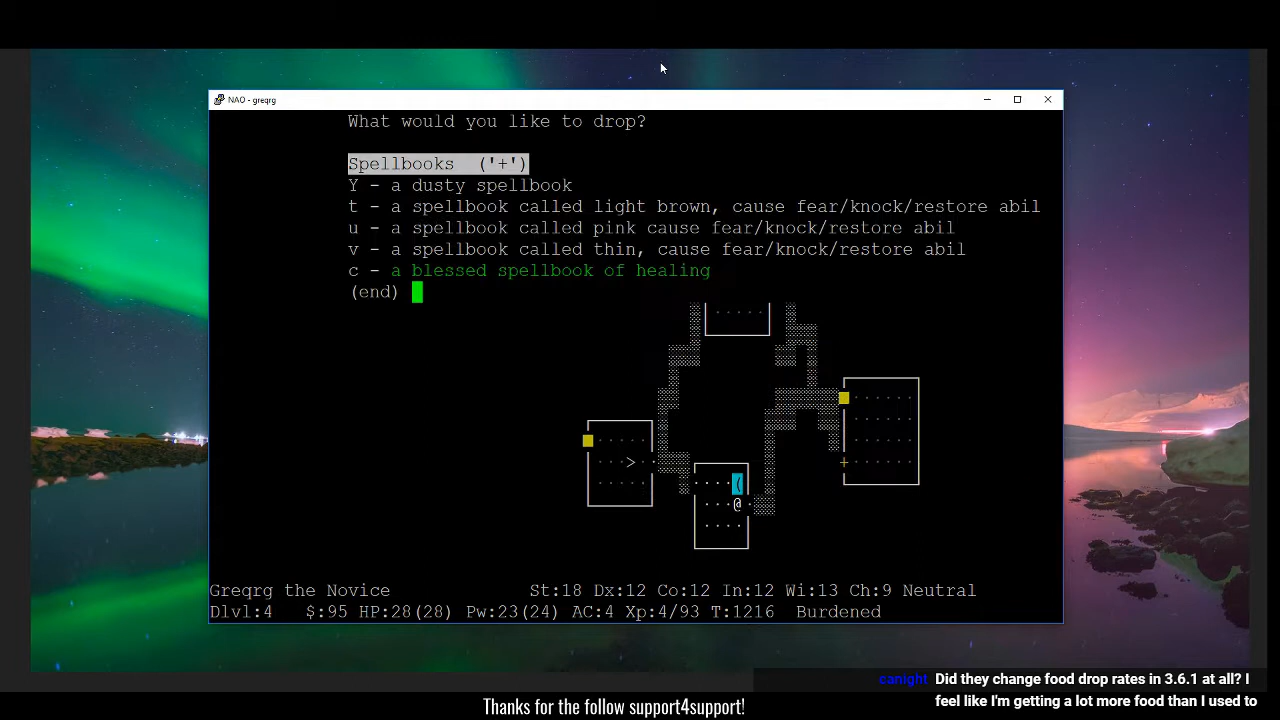 NAO - greqrg
What would you like to drop?
Spellbooks ('+')
Y - a dusty spellbook
t - a spellbook called light brown, cause fear/knock/restore abil
u - a spellbook called pink cause fear/knock/restore abil
v - a spellbook called thin, cause fear/knock/restore abil
c - a blessed spellbook of healing
(end)
Greqrg the Novice St:18 Dx:12 Co:12 In:12 Wi:13 Ch:9 Neutral
Dlvl:4 $:95 HP:28(28) Pw:23(24) AC:4 Xp:4/93 T:1216 Burdened
canight Did they change food drop rates in 3.6.1 at all? I
feel like I'm getting a lot more food than I used to
Thanks for the follow support4support!